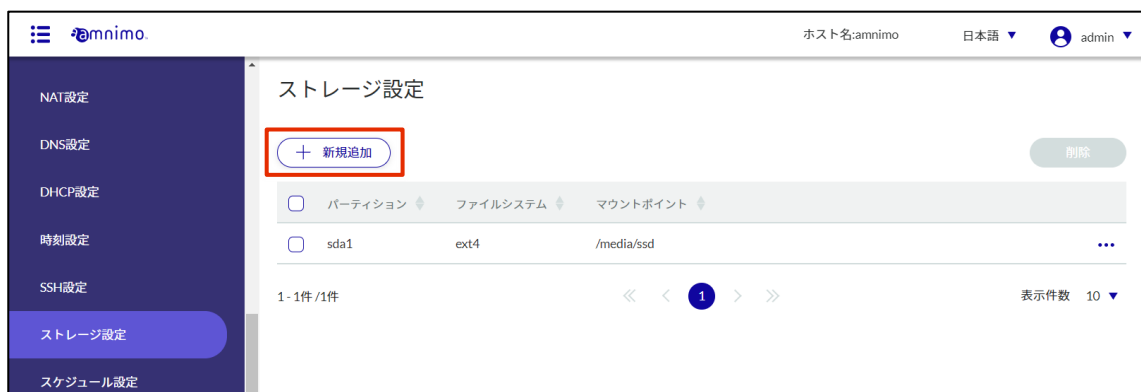 amnimo.
ホスト名:amnimo
日本語
admin
NAT設定
DNS設定
DHCP設定
時刻設定
SSH設定
ストレージ設定
スケジュール設定
ストレージ設定
新規追加
削除
パーティション ファイルシステム マウントポイント
sda1 ext4 /media/ssd
1 - 1件 /1件
1
表示件数 10